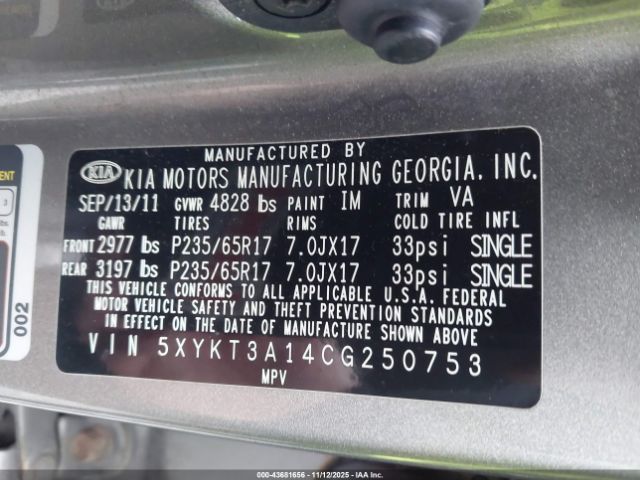 MANUFACTURED BY
KIA KIA MOTORS MANUFACTURING GEORGIA, INC.
SEP/13/11 GVWR 4828 lbs PAINT IM TRIM VA
GAWR TIRES RIMS COLD TIRE INFL
FRONT 2977 lbs P235/65R17 7.0JX17 33psi SINGLE
REAR 3197 lbs P235/65R17 7.0JX17 33psi SINGLE
THIS VEHICLE CONFORMS TO ALL APPLICABLE U.S.A. FEDERAL
MOTOR VEHICLE SAFETY AND THEFT PREVENTION STANDARDS
IN EFFECT ON THE DATE OF MANUFACTURE SHOWN ABOVE
VIN 5XYKT3A14CG250753
MPV
3
002
000-43681656 - 11/12/2025 - IAA Inc.